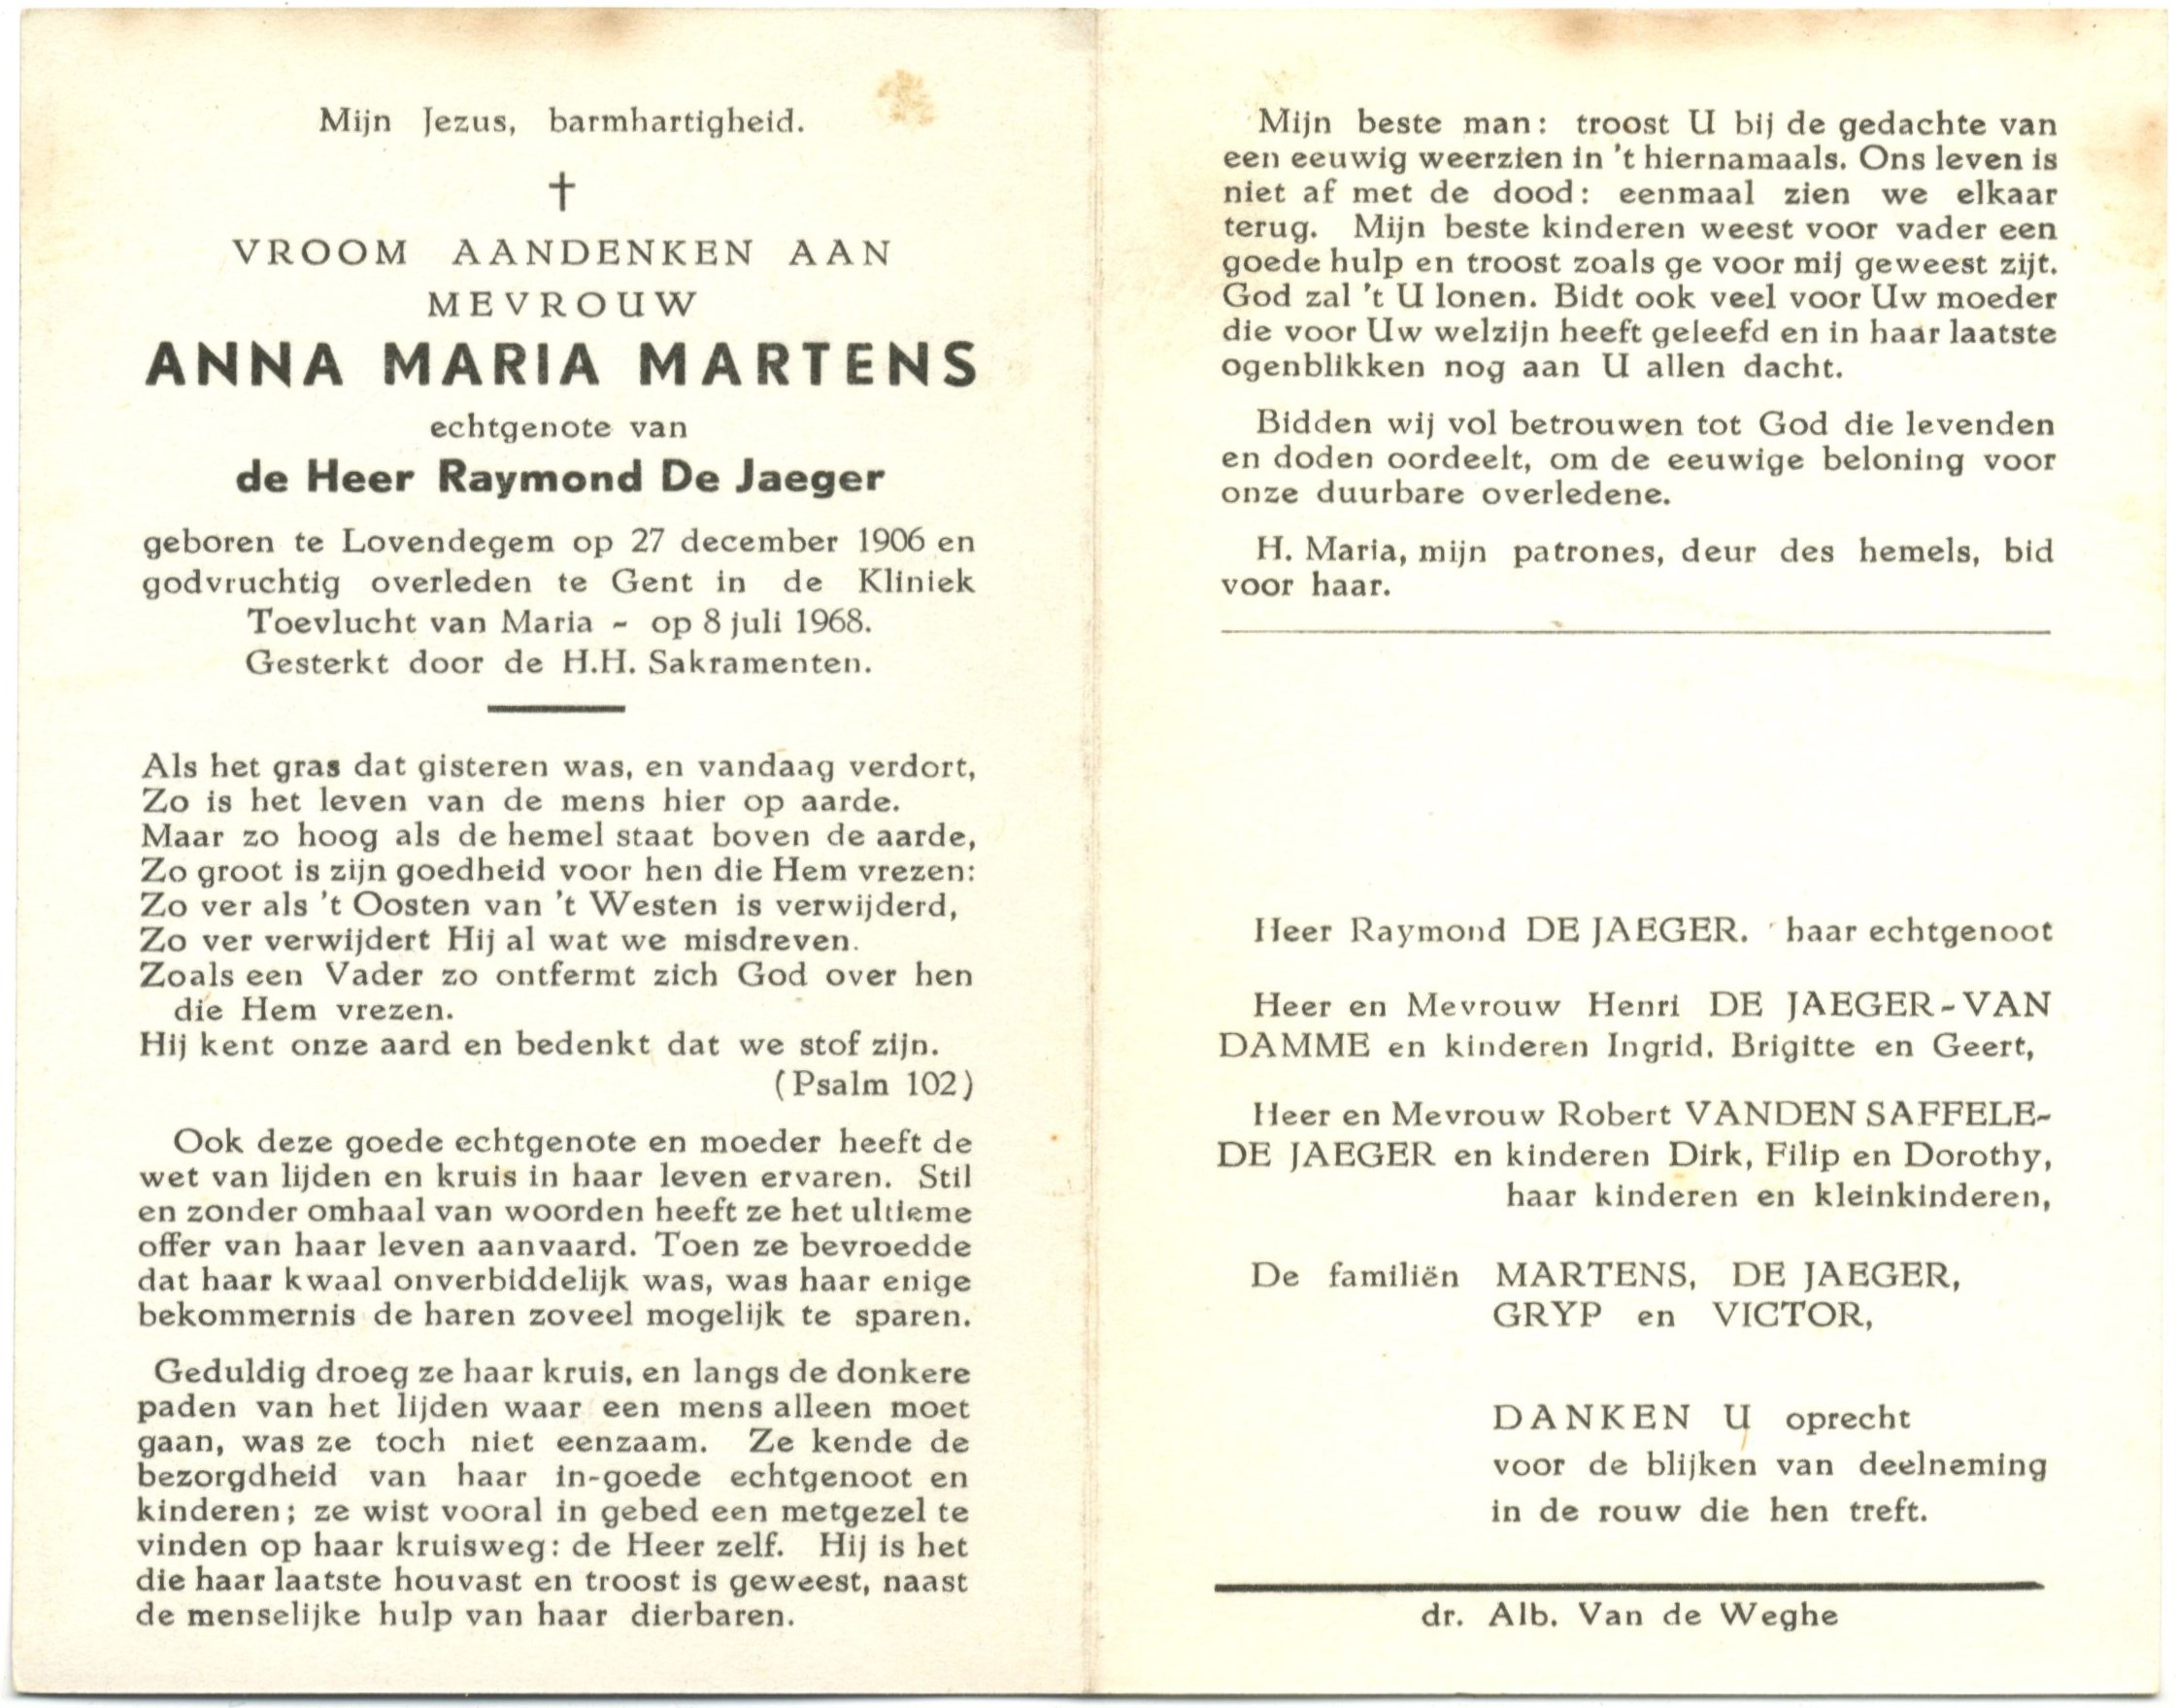 Mijn Jezus, barmhartigheid.
†
VROOM AANDENKEN AAN
MEVROUW
ANNA MARIA MARTENS
echtgenote van
de Heer Raymond De Jaeger
geboren te Lovendegem op 27 december 1906 en
godvruchtig overleden te Gent in de Kliniek
Toevlucht van Maria - op 8 juli 1968.
Gesterkt door de H.H. Sakramenten.
Als het gras dat gisteren was, en vandaag verdort,
Zo is het leven van de mens hier op aarde.
Maar zo hoog als de hemel staat boven de aarde,
Zo groot is zijn goedheid voor hen die Hem vrezen:
Zo ver als 't Oosten van 't Westen is verwijderd,
Zo ver verwijdert Hij al wat we misdreven.
Zoals een Vader zo ontfermt zich God over hen
die Hem vrezen.
Hij kent onze aard en bedenkt dat we stof zijn.
(Psalm 102)
Ook deze goede echtgenote en moeder heeft de
wet van lijden en kruis in haar leven ervaren. Stil
en zonder omhaal van woorden heeft ze het ultieme
offer van haar leven aanvaard. Toen ze bevroedde
dat haar kwaal onverbiddelijk was, was haar enige
bekommernis de haren zoveel mogelijk te sparen.
Geduldig droeg ze haar kruis, en langs de donkere
paden van het lijden waar een mens alleen moet
gaan, was ze toch niet eenzaam. Ze kende de
bezorgdheid van haar in-goede echtgenoot en
kinderen; ze wist vooral in gebed een metgezel te
vinden op haar kruisweg: de Heer zelf. Hij is het
die haar laatste houvast en troost is geweest, naast
de menselijke hulp van haar dierbaren.
Mijn beste man: troost U bij de gedachte van
een eeuwig weerzien in 't hiernamaals. Ons leven is
niet af met de dood: eenmaal zien we elkaar
terug. Mijn beste kinderen weest voor vader een
goede hulp en troost zoals ge voor mij geweest zijt.
God zal 't U lonen. Bidt ook veel voor Uw moeder
die voor Uw welzijn heeft geleefd en in haar laatste
ogenblikken nog aan U allen dacht.
Bidden wij vol betrouwen tot God die levenden
en doden oordeelt, om de eeuwige beloning voor
onze duurbare overledene.
H. Maria, mijn patrones, deur des hemels, bid
voor haar.
Heer Raymond DE JAEGER. haar echtgenoot
Heer en Mevrouw Henri DE JAEGER-VAN
DAMME en kinderen Ingrid, Brigitte en Geert,
Heer en Mevrouw Robert VANDEN SAFFELE-
DE JAEGER en kinderen Dirk, Filip en Dorothy,
haar kinderen en kleinkinderen,
De familiën MARTENS, DE JAEGER,
GRYP en VICTOR,
DANKEN U oprecht
voor de blijken van deelneming
in de rouw die hen treft.
dr. Alb. Van de Weghe